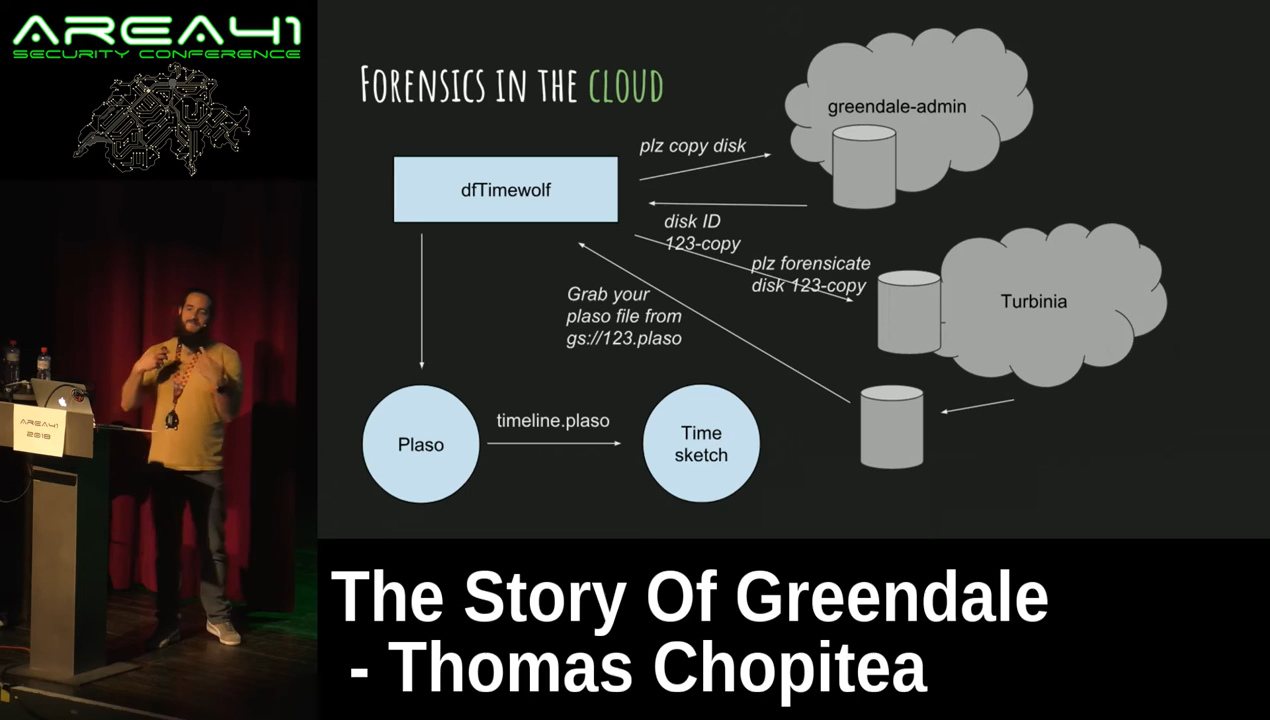 AREA41
SECURITY CONFERENCE
FORENSICS IN THE CLOUD
greendale-admin
plz copy disk
dfTimewolf
disk ID
123-copy
plz forensicate
disk 123-copy
Turbinia
Grab your
plaso file from
gs://123.plaso
Plaso
timeline.plaso
Time
sketch
AREA41
2018
The Story Of Greendale
- Thomas Chopitea